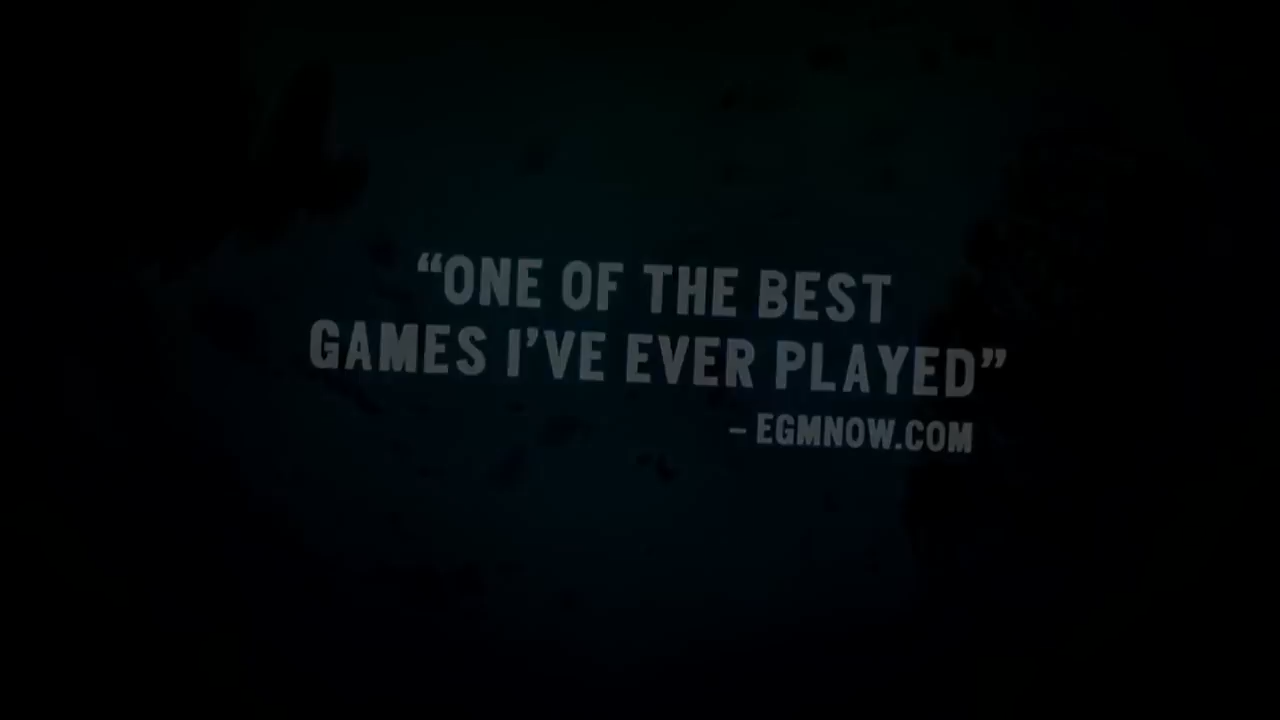 “ONE OF THE BEST
GAMES I’VE EVER PLAYED”
– EGMNOW.COM